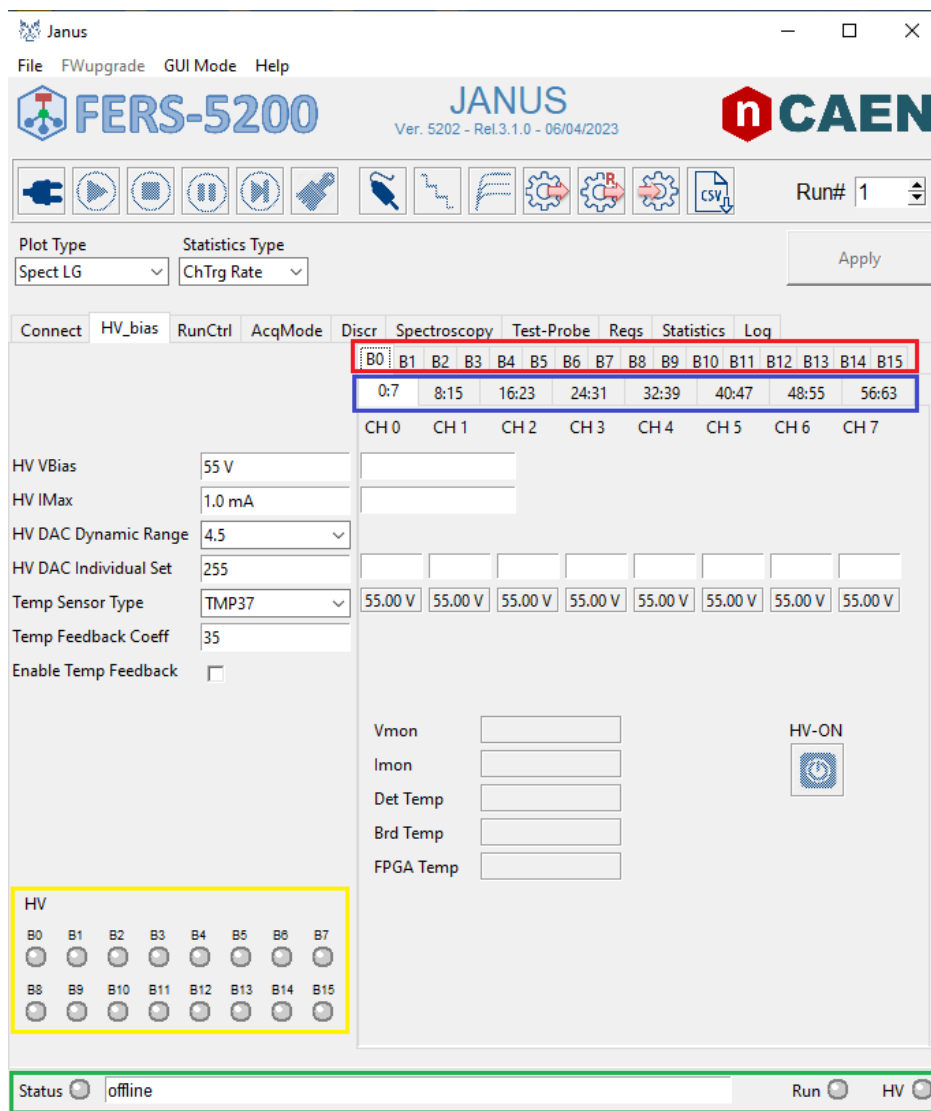 Janus
File FWupgrade GUI Mode Help
FERS-5200 JANUS n CAEN
Ver. 5202 - Rel.3.1.0 - 06/04/2023
R CSV Run# 1
Plot Type Statistics Type
Spect LG ChTrg Rate Apply
Connect HV_bias RunCtrl AcqMode Discr Spectroscopy Test-Probe Regs Statistics Log
B0 B1 B2 B3 B4 B5 B6 B7 B8 B9 B10 B11 B12 B13 B14 B15
0:7 8:15 16:23 24:31 32:39 40:47 48:55 56:63
CH 0 CH 1 CH 2 CH 3 CH 4 CH 5 CH 6 CH 7
HV VBias 55 V
HV IMax 1.0 mA
HV DAC Dynamic Range 4.5
HV DAC Individual Set 255
Temp Sensor Type TMP37 55.00 V 55.00 V 55.00 V 55.00 V 55.00 V 55.00 V 55.00 V 55.00 V
Temp Feedback Coeff 35
Enable Temp Feedback
Vmon HV-ON
Imon
Det Temp
Brd Temp
FPGA Temp
HV
B0 B1 B2 B3 B4 B5 B6 B7
B8 B9 B10 B11 B12 B13 B14 B15
Status offline Run HV